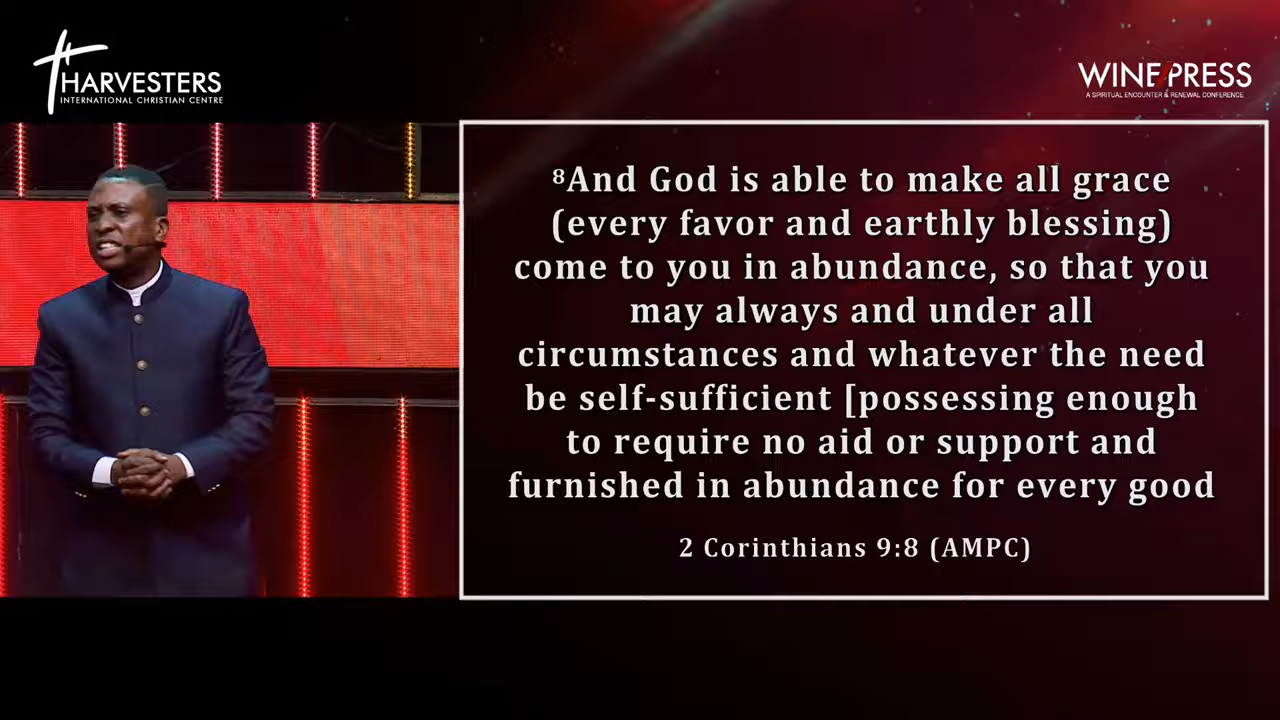 HARVESTERS
INTERNATIONAL CHRISTIAN CENTRE
WINEPRESS
A SPIRITUAL ENCOUNTER & RENEWAL CONFERENCE
⁸And God is able to make all grace
(every favor and earthly blessing)
come to you in abundance, so that you
may always and under all
circumstances and whatever the need
be self-sufficient [possessing enough
to require no aid or support and
furnished in abundance for every good
2 Corinthians 9:8 (AMPC)